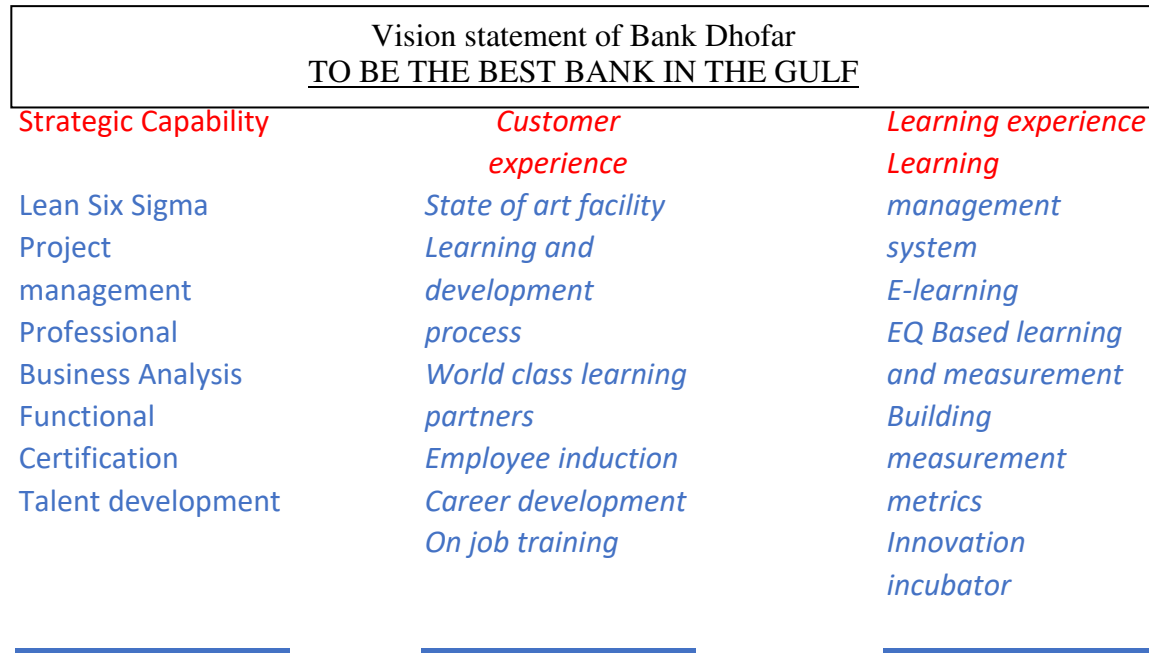 Vision statement of Bank Dhofar
TO BE THE BEST BANK IN THE GULF
Strategic Capability
Lean Six Sigma
Project
management
Professional
Business Analysis
Functional
Certification
Talent development
Customer
experience
State of art facility
Learning and
development
process
World class learning
partners
Employee induction
Career development
On job training
Learning experience
Learning
management
system
E-learning
EQ Based learning
and measurement
Building
measurement
metrics
Innovation
incubator